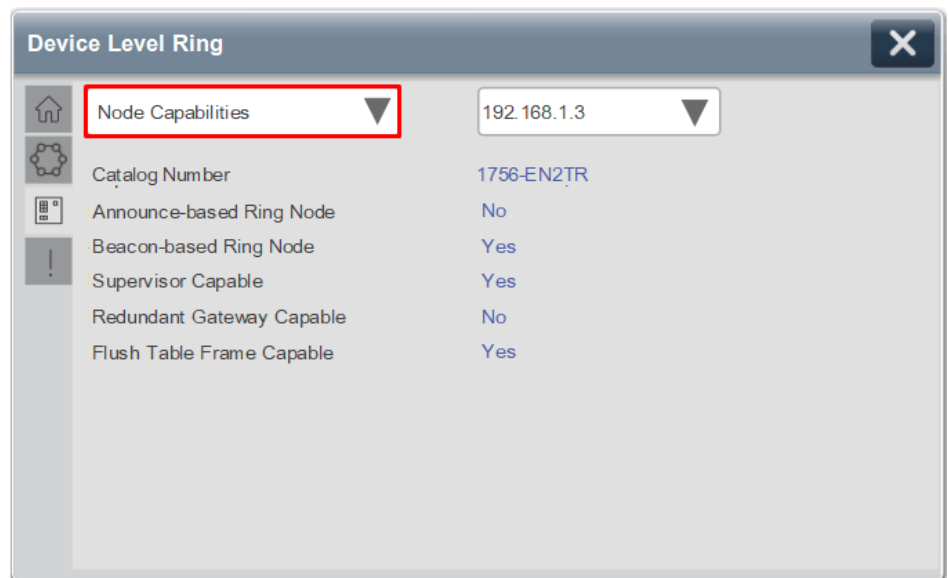 Device Level Ring
Node Capabilities 192.168.1.3
Catalog Number 1756-EN2TR
Announce-based Ring Node No
Beacon-based Ring Node Yes
Supervisor Capable Yes
Redundant Gateway Capable No
Flush Table Frame Capable Yes